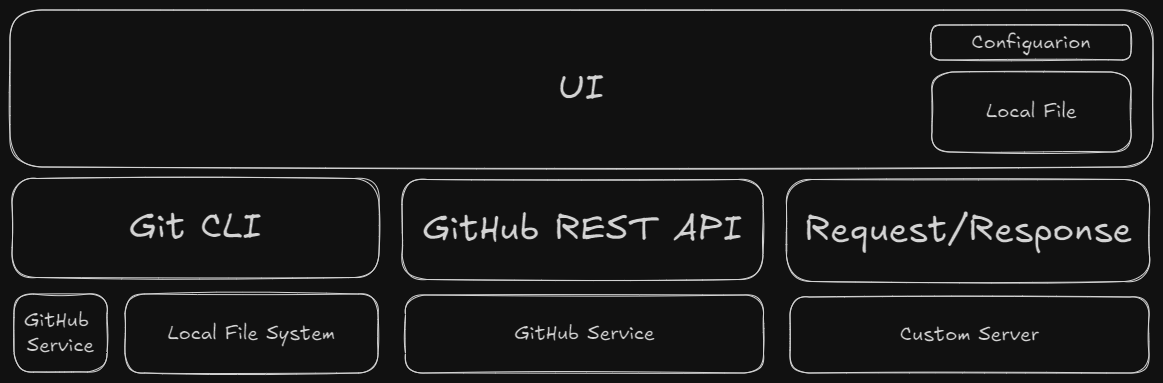 Configuarion
UI
Local File
Git CLI
GitHub REST API
Request/Response
GitHub
Service
Local File System
GitHub Service
Custom Server